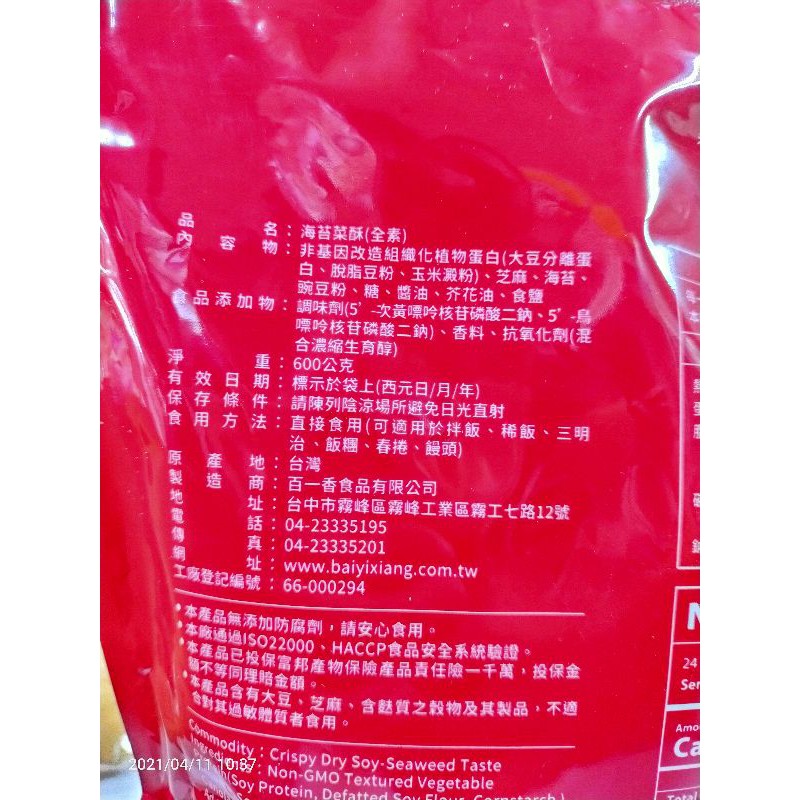 品名：海苔菜酥(全素)
內容物：非基因改造組織化植物蛋白(大豆分離蛋
白、脫脂豆粉、玉米澱粉)、芝麻、海苔、
豌豆粉、糖、醬油、芥花油、食鹽
食品添加物：調味劑(5’-次黃嘌呤核苷磷酸二鈉、5’-鳥
嘌呤核苷磷酸二鈉)、香料、抗氧化劑(混
合濃縮生育醇)
淨重：600公克
有效日期：標示於袋上(西元日/月/年)
保存條件：請陳列陰涼場所避免日光直射
食用方法：直接食用(可適用於拌飯、稀飯、三明
治、飯糰、春捲、饅頭)
原產地：台灣
製造商：百一香食品有限公司
地址：台中市霧峰區霧峰工業區霧工七路12號
電話：04-23335195
傳真：04-23335201
網址：www.baiyixiang.com.tw
工廠登記編號：66-000294
•本產品無添加防腐劑，請安心食用。
•本廠通過ISO22000、HACCP食品安全系統驗證。
•本產品已投保富邦產物保險產品責任險一千萬，投保金
額不等同理賠金額。
•本產品含有大豆、芝麻、含麩質之穀物及其製品，不適
合對其過敏體質者食用。
Commodity：Crispy Dry Soy-Seaweed Taste
Ingredients：Non-GMO Textured Vegetable
(Soy Protein, Defatted Soy Flour, Cornstarch)
2021/04/11 10:37
24
Ser
Amo
Ca
Total